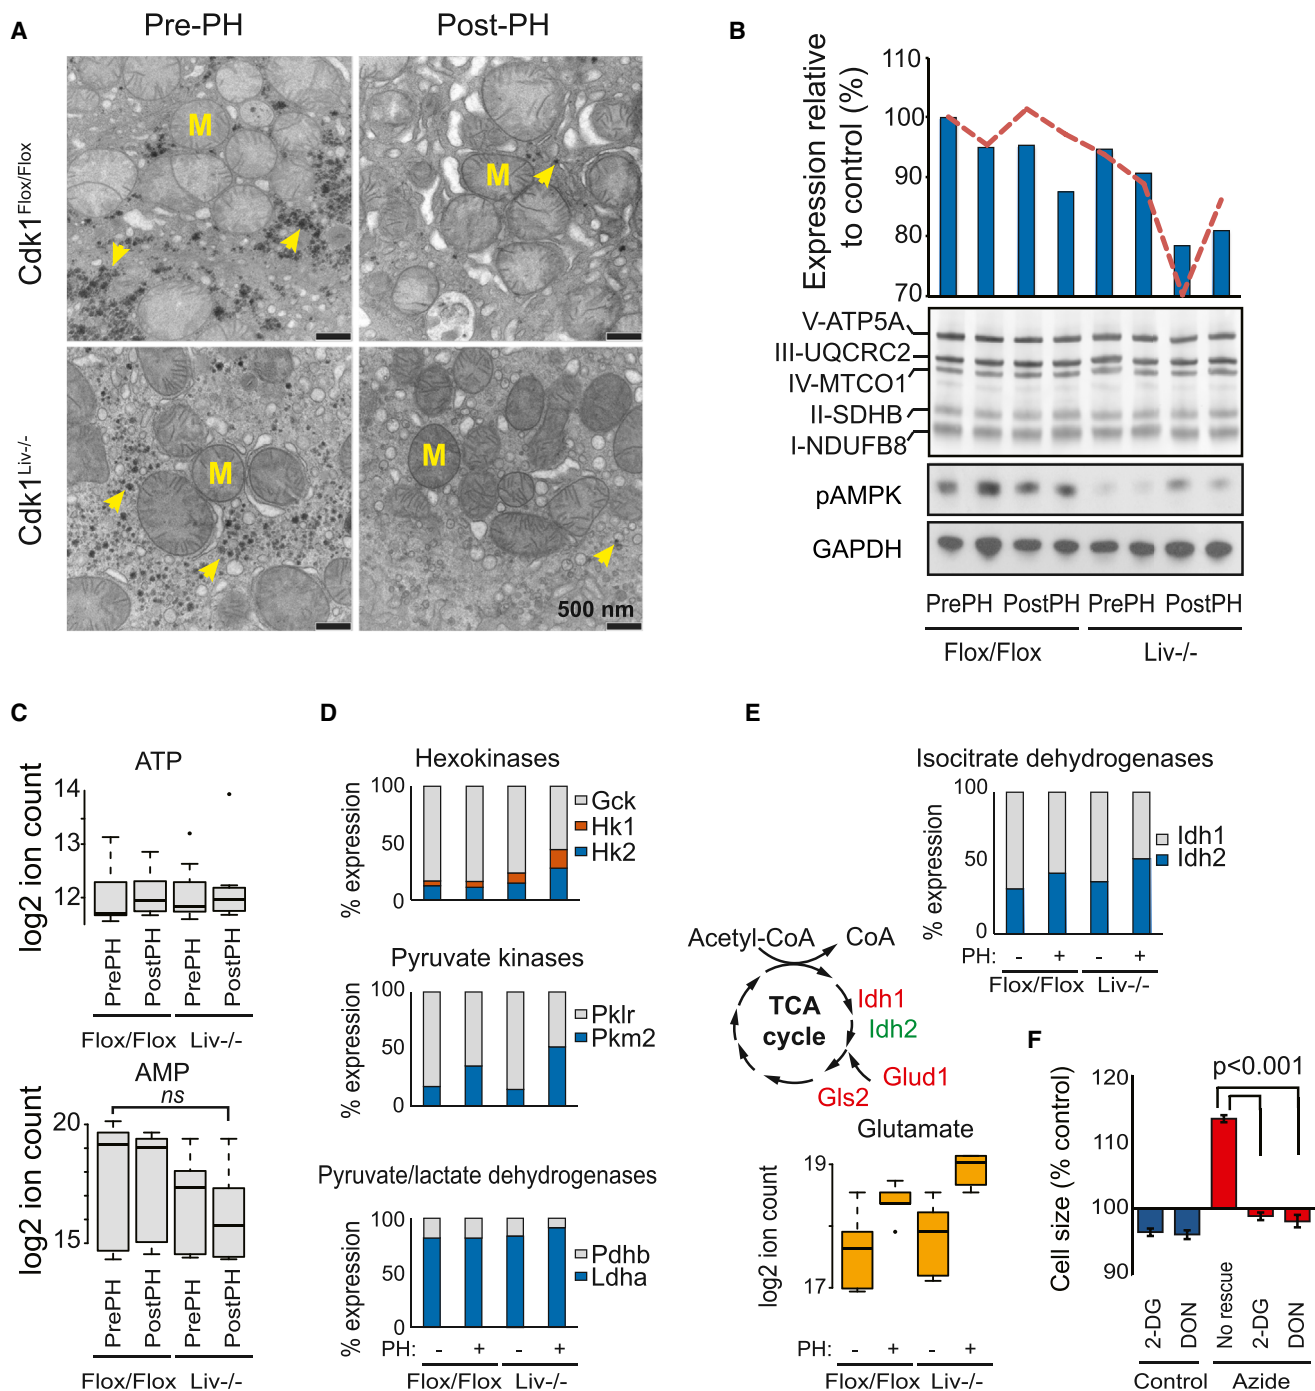 A
Pre-PH
Post-PH
Cdk1Flox/Flox
M
M
Cdk1Liv-/-
M
M
500 nm
B
Expression relative
to control (%)
110
100
90
80
70
V-ATP5A
III-UQCRC2
IV-MTCO1
II-SDHB
I-NDUFB8
pAMPK
GAPDH
PrePH PostPH PrePH PostPH
Flox/Flox Liv-/-
C
ATP
log2 ion count
14
13
12
PrePH
PostPH
PrePH
PostPH
Flox/Flox Liv-/-
AMP
ns
log2 ion count
20
15
PrePH
PostPH
PrePH
PostPH
Flox/Flox Liv-/-
D
Hexokinases
% expression
100
50
0
Gck
Hk1
Hk2
Pyruvate kinases
% expression
100
50
0
Pklr
Pkm2
Pyruvate/lactate dehydrogenases
% expression
100
50
0
Pdhb
Ldha
PH: - + - +
Flox/Flox Liv-/-
E
Isocitrate dehydrogenases
% expression
100
50
0
Idh1
Idh2
PH: - + - +
Flox/Flox Liv-/-
Acetyl-CoA CoA
TCA
cycle
Idh1
Idh2
Glud1
Gls2
Glutamate
log2 ion count
19
17
PH: - + - +
Flox/Flox Liv-/-
F
p<0.001
Cell size (% control)
120
110
100
90
2-DG
DON
No rescue
2-DG
DON
Control Azide